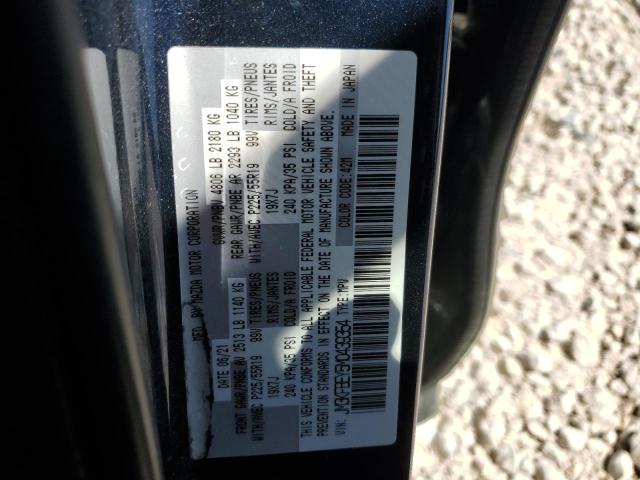 MFD. BY MAZDA MOTOR CORPORATION
DATE 06/21 GVWR/PNBV 4806 LB 2180 KG
FRONT GAWR/PNBE AV 2513 LB 1140 KG REAR GAWR/PNBE AR 2293 LB 1040 KG
WITH/AVEC P225/55R19 99V TIRES/PNEUS WITH/AVEC P225/55R19 99V TIRES/PNEUS
19X7J RIMS/JANTES 19X7J RIMS/JANTES
240 KPA/35 PSI COLD/A FROID 240 KPA/35 PSI COLD/A FROID
THIS VEHICLE CONFORMS TO ALL APPLICABLE FEDERAL MOTOR VEHICLE SAFETY AND THEFT
PREVENTION STANDARDS IN EFFECT ON THE DATE OF MANUFACTURE SHOWN ABOVE.
COLOR CODE:42M MADE IN JAPAN
VIN: TYPE:MPV